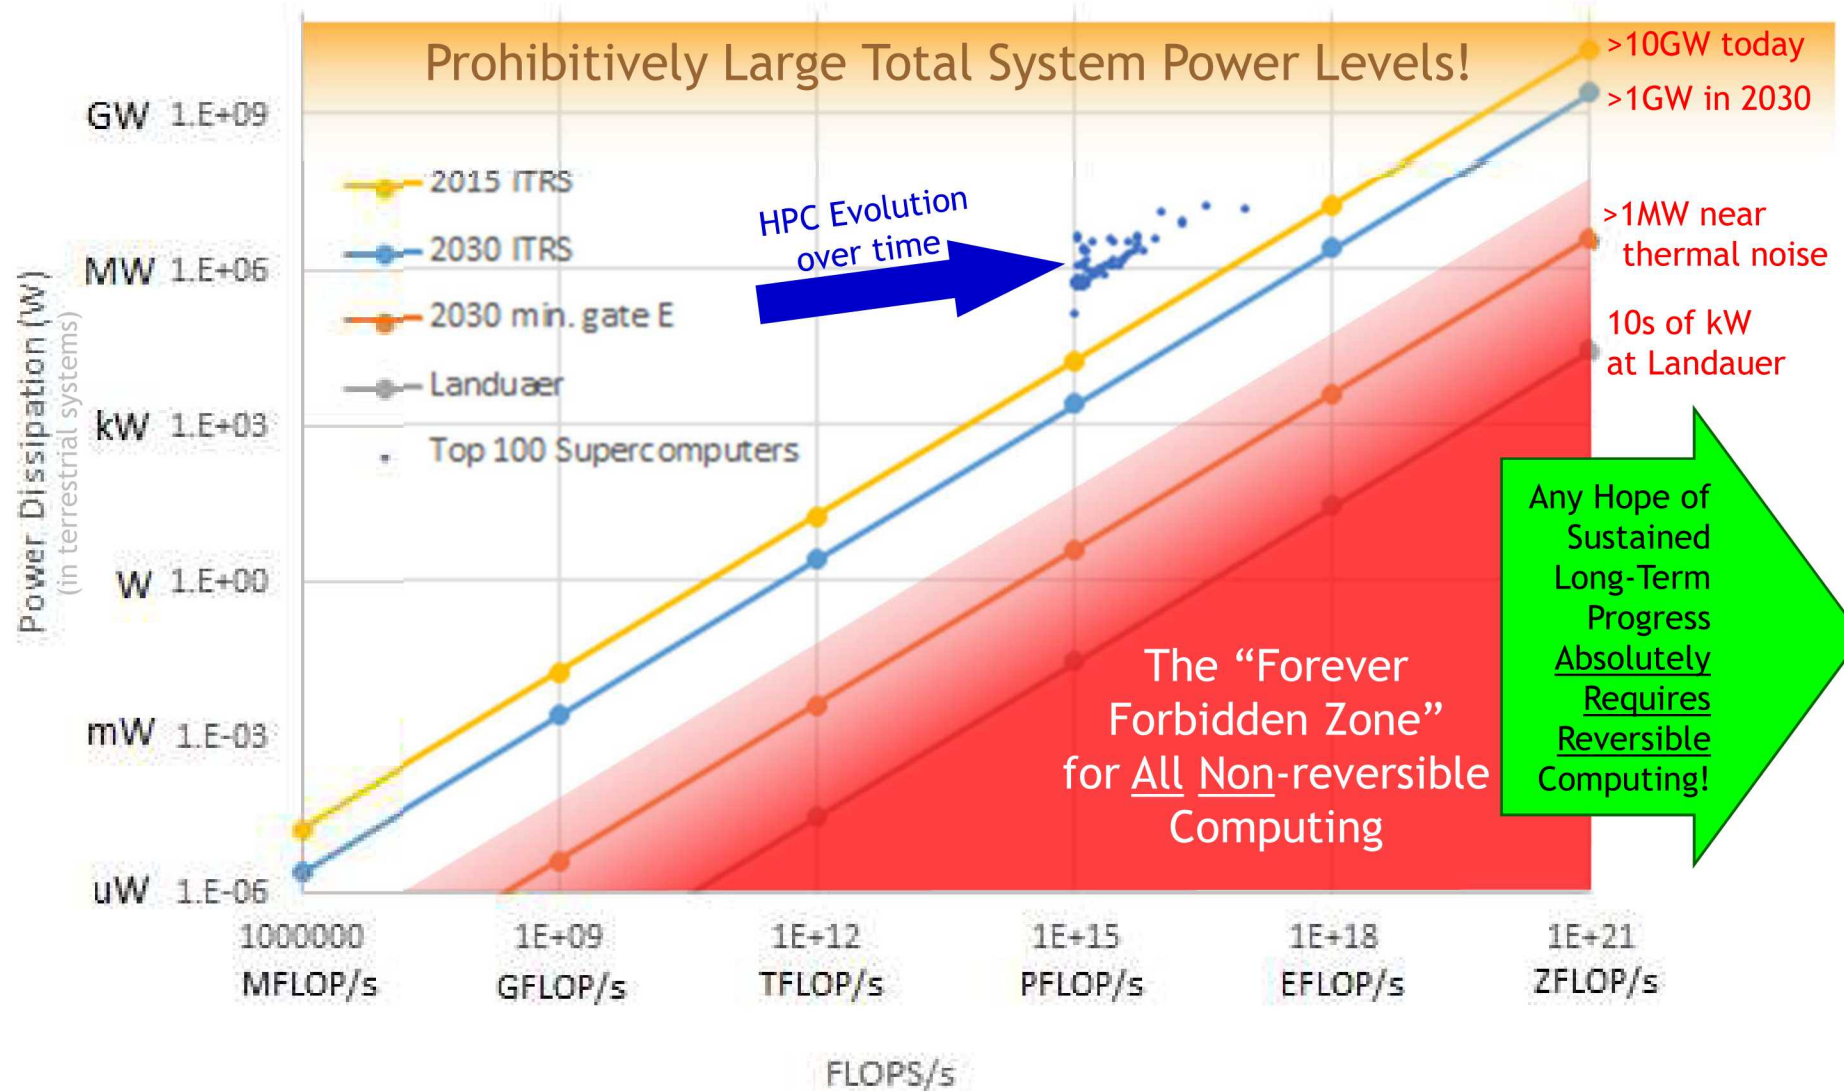 Prohibitively Large Total System Power Levels!
>10GW today
>1GW in 2030
>1MW near
thermal noise
10s of kW
at Landauer
GW 1.E+09
MW 1.E+06
kW 1.E+03
W 1.E+00
mW 1.E-03
uW 1.E-06
Power Dissipation (W)
(in terrestrial systems)
2015 ITRS
2030 ITRS
2030 min. gate E
Landuaer
Top 100 Supercomputers
HPC Evolution
over time
The “Forever
Forbidden Zone”
for All Non-reversible
Computing
Any Hope of
Sustained
Long-Term
Progress
Absolutely
Requires
Reversible
Computing!
1000000 1E+09 1E+12 1E+15 1E+18 1E+21
MFLOP/s GFLOP/s TFLOP/s PFLOP/s EFLOP/s ZFLOP/s
FLOPS/s